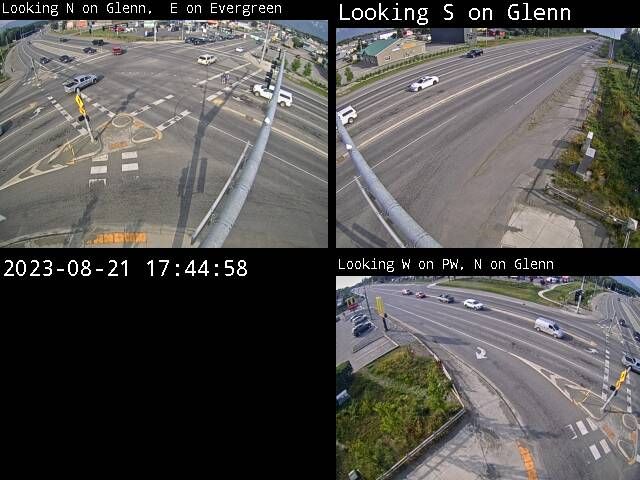 Looking N on Glenn,  E on Evergreen
Looking S on Glenn
2023-08-21 17:44:58
Looking W on PW, N on Glenn